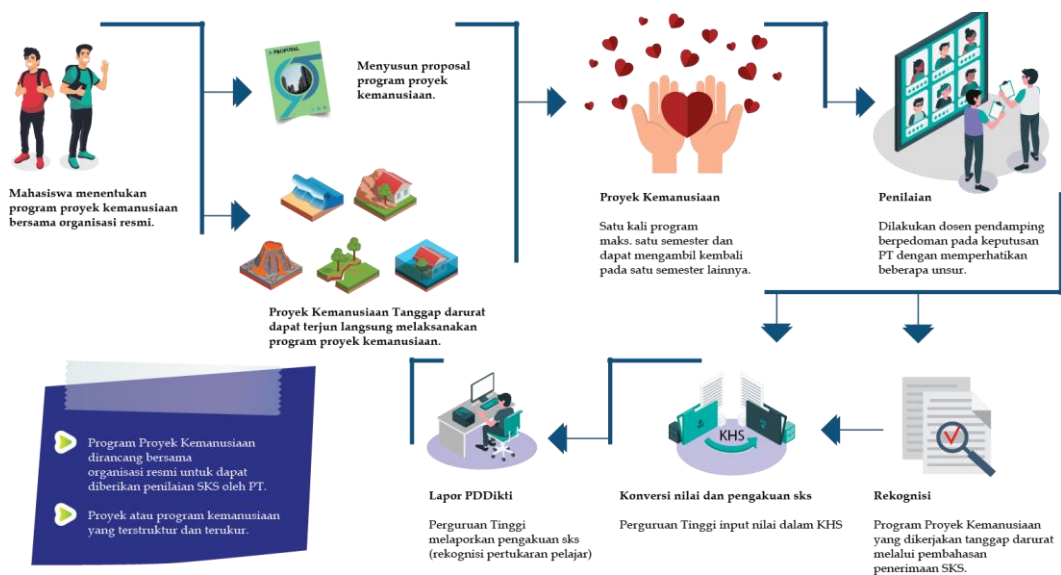 PROPOSAL
Menyusun proposal
program proyek
kemanusiaan.
Mahasiswa menentukan
program proyek kemanusiaan
bersama organisasi resmi.
Proyek Kemanusiaan Tanggap darurat
dapat terjun langsung melaksanakan
program proyek kemanusiaan.
Proyek Kemanusiaan
Satu kali program
maks. satu semester dan
dapat mengambil kembali
pada satu semester lainnya.
Penilaian
Dilakukan dosen pendamping
berpedoman pada keputusan
PT dengan memperhatikan
beberapa unsur.
Rekognisi
Program Proyek Kemanusiaan
yang dikerjakan tanggap darurat
melalui pembahasan
penerimaan SKS.
KHS
Konversi nilai dan pengakuan sks
Perguruan Tinggi input nilai dalam KHS
Lapor PDDikti
Perguruan Tinggi
melaporkan pengakuan sks
(rekognisi pertukaran pelajar)
Program Proyek Kemanusiaan
dirancang bersama
organisasi resmi untuk dapat
diberikan penilaian SKS oleh PT.
Proyek atau program kemanusiaan
yang terstruktur dan terukur.